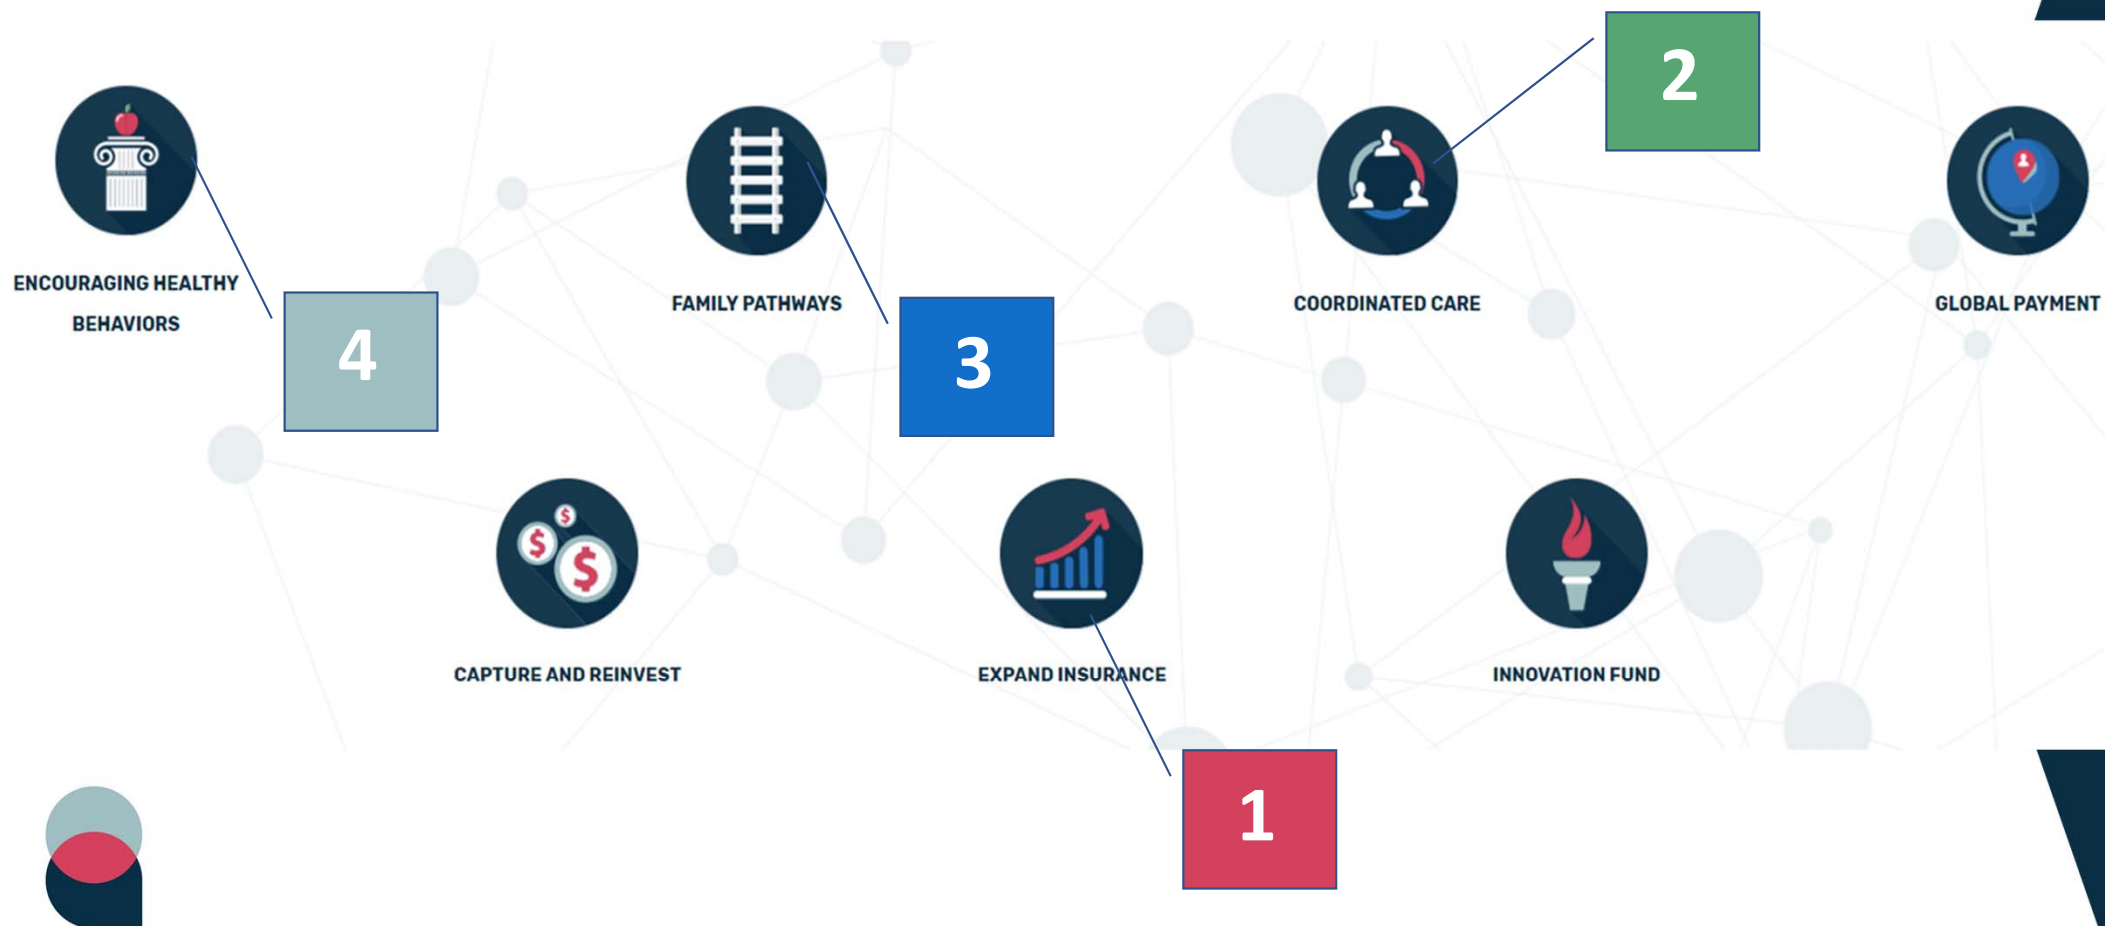 2
ENCOURAGING HEALTHY
BEHAVIORS
4
FAMILY PATHWAYS
3
COORDINATED CARE
GLOBAL PAYMENT
$
$
$
CAPTURE AND REINVEST
EXPAND INSURANCE
INNOVATION FUND
1